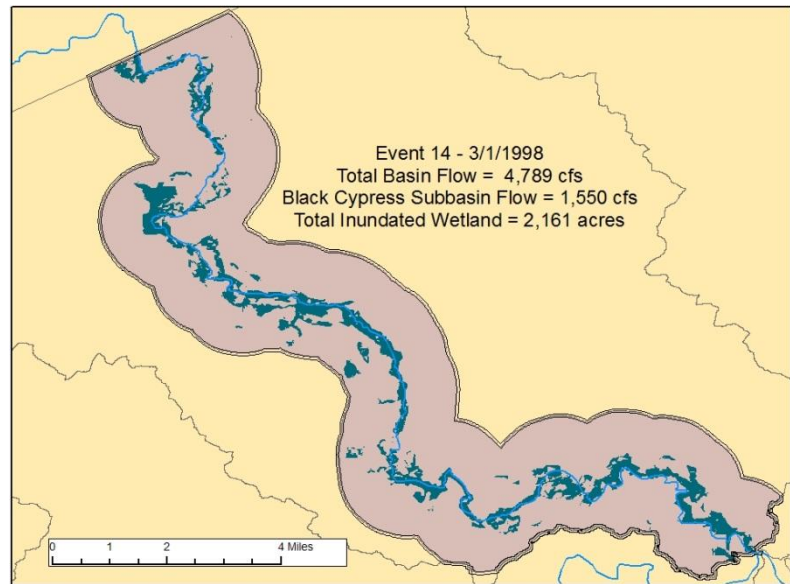 Event 14 - 3/1/1998
Total Basin Flow = 4,789 cfs
Black Cypress Subbasin Flow = 1,550 cfs
Total Inundated Wetland = 2,161 acres
0 1 2 4 Miles